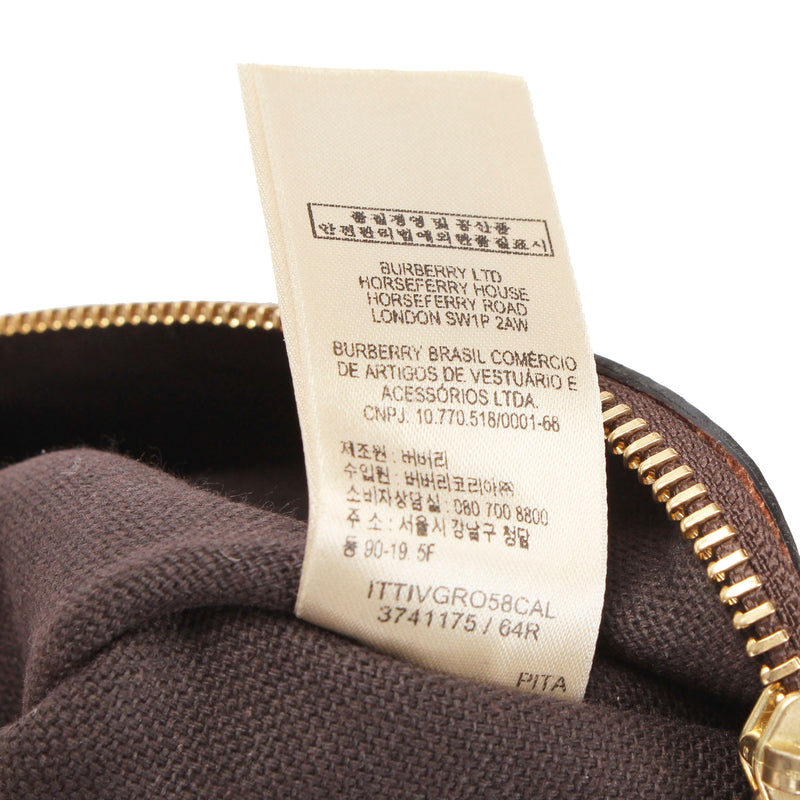 품질경영 및 공산품
안전관리법에의한품질표시
BURBERRY LTD
HORSEFERRY HOUSE
HORSEFERRY ROAD
LONDON SW1P 2AW
BURBERRY BRASIL COMÉRCIO
DE ARTIGOS DE VESTUÁRIO E
ACESSÓRIOS LTDA.
CNPJ. 10.770.518/0001-68
제조원 : 버버리
수입원 : 버버리코리아㈜
소비자상담실 : 080 700 8800
주 소 : 서울시 강남구 청담
동 90-19. 5F
ITTIVGRO58CAL
3741175 / 64R
PITA